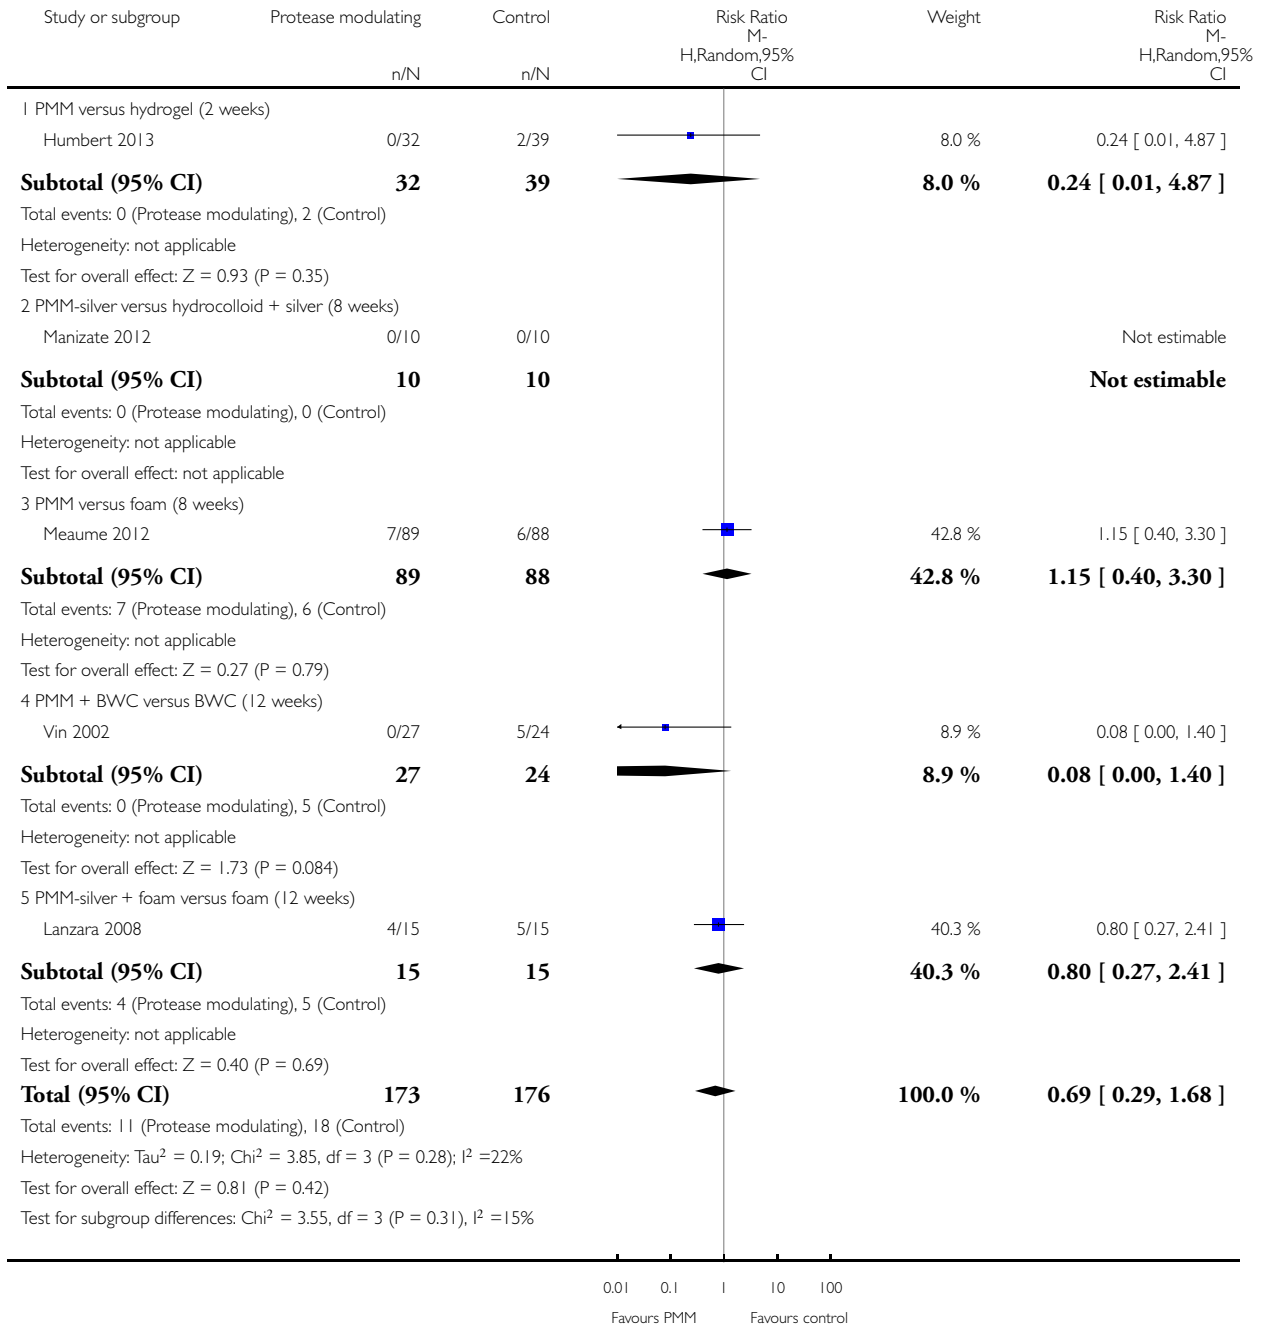 Study or subgroup Protease modulating Control Risk Ratio Weight Risk Ratio
M- M-
H,Random,95% H,Random,95%
n/N n/N CI CI
1 PMM versus hydrogel (2 weeks)
Humbert 2013 0/32 2/39 8.0 % 0.24 [ 0.01, 4.87 ]
Subtotal (95% CI) 32 39 8.0 % 0.24 [ 0.01, 4.87 ]
Total events: 0 (Protease modulating), 2 (Control)
Heterogeneity: not applicable
Test for overall effect: Z = 0.93 (P = 0.35)
2 PMM-silver versus hydrocolloid + silver (8 weeks)
Manizate 2012 0/10 0/10 Not estimable
Subtotal (95% CI) 10 10 Not estimable
Total events: 0 (Protease modulating), 0 (Control)
Heterogeneity: not applicable
Test for overall effect: not applicable
3 PMM versus foam (8 weeks)
Meaume 2012 7/89 6/88 42.8 % 1.15 [ 0.40, 3.30 ]
Subtotal (95% CI) 89 88 42.8 % 1.15 [ 0.40, 3.30 ]
Total events: 7 (Protease modulating), 6 (Control)
Heterogeneity: not applicable
Test for overall effect: Z = 0.27 (P = 0.79)
4 PMM + BWC versus BWC (12 weeks)
Vin 2002 0/27 5/24 8.9 % 0.08 [ 0.00, 1.40 ]
Subtotal (95% CI) 27 24 8.9 % 0.08 [ 0.00, 1.40 ]
Total events: 0 (Protease modulating), 5 (Control)
Heterogeneity: not applicable
Test for overall effect: Z = 1.73 (P = 0.084)
5 PMM-silver + foam versus foam (12 weeks)
Lanzara 2008 4/15 5/15 40.3 % 0.80 [ 0.27, 2.41 ]
Subtotal (95% CI) 15 15 40.3 % 0.80 [ 0.27, 2.41 ]
Total events: 4 (Protease modulating), 5 (Control)
Heterogeneity: not applicable
Test for overall effect: Z = 0.40 (P = 0.69)
Total (95% CI) 173 176 100.0 % 0.69 [ 0.29, 1.68 ]
Total events: 11 (Protease modulating), 18 (Control)
Heterogeneity: Tau² = 0.19; Chi² = 3.85, df = 3 (P = 0.28); I² =22%
Test for overall effect: Z = 0.81 (P = 0.42)
Test for subgroup differences: Chi² = 3.55, df = 3 (P = 0.31), I² =15%
0.01 0.1 1 10 100
Favours PMM Favours control